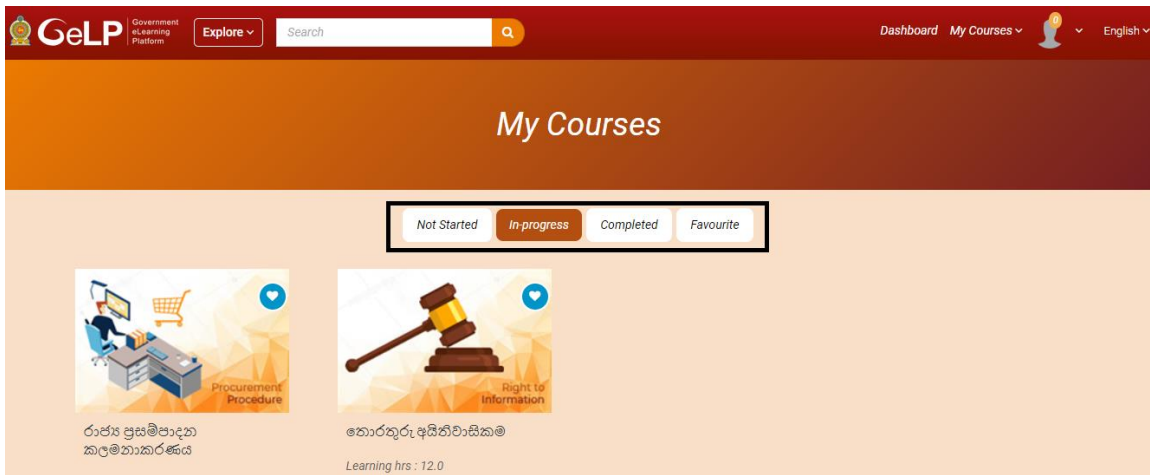 GeLP Government
eLearning
Platform
Explore
Search
Dashboard My Courses
0
English
My Courses
Not Started In-progress Completed Favourite
Procurement
Procedure
Right to
Information
රාජ්‍ය ප්‍රසම්පාදන
කලමනාකරණය
තොරතුරු අයිතිවාසිකම
Learning hrs : 12.0